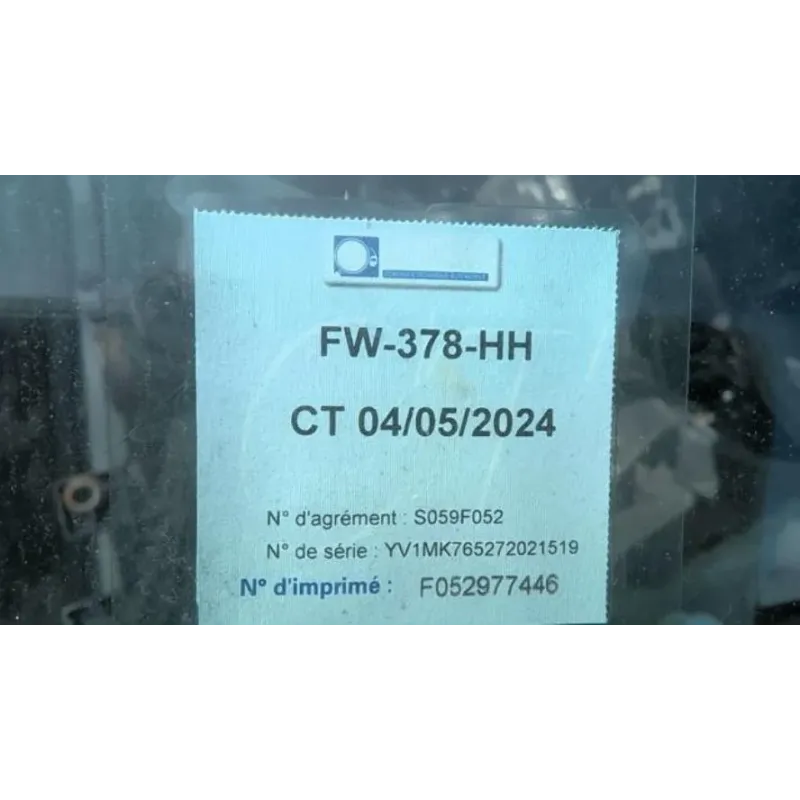 FW-378-HH
CT 04/05/2024
N° d'agrément : S059F052
N° de série : YV1MK765272021519
N° d'imprimé : F052977446